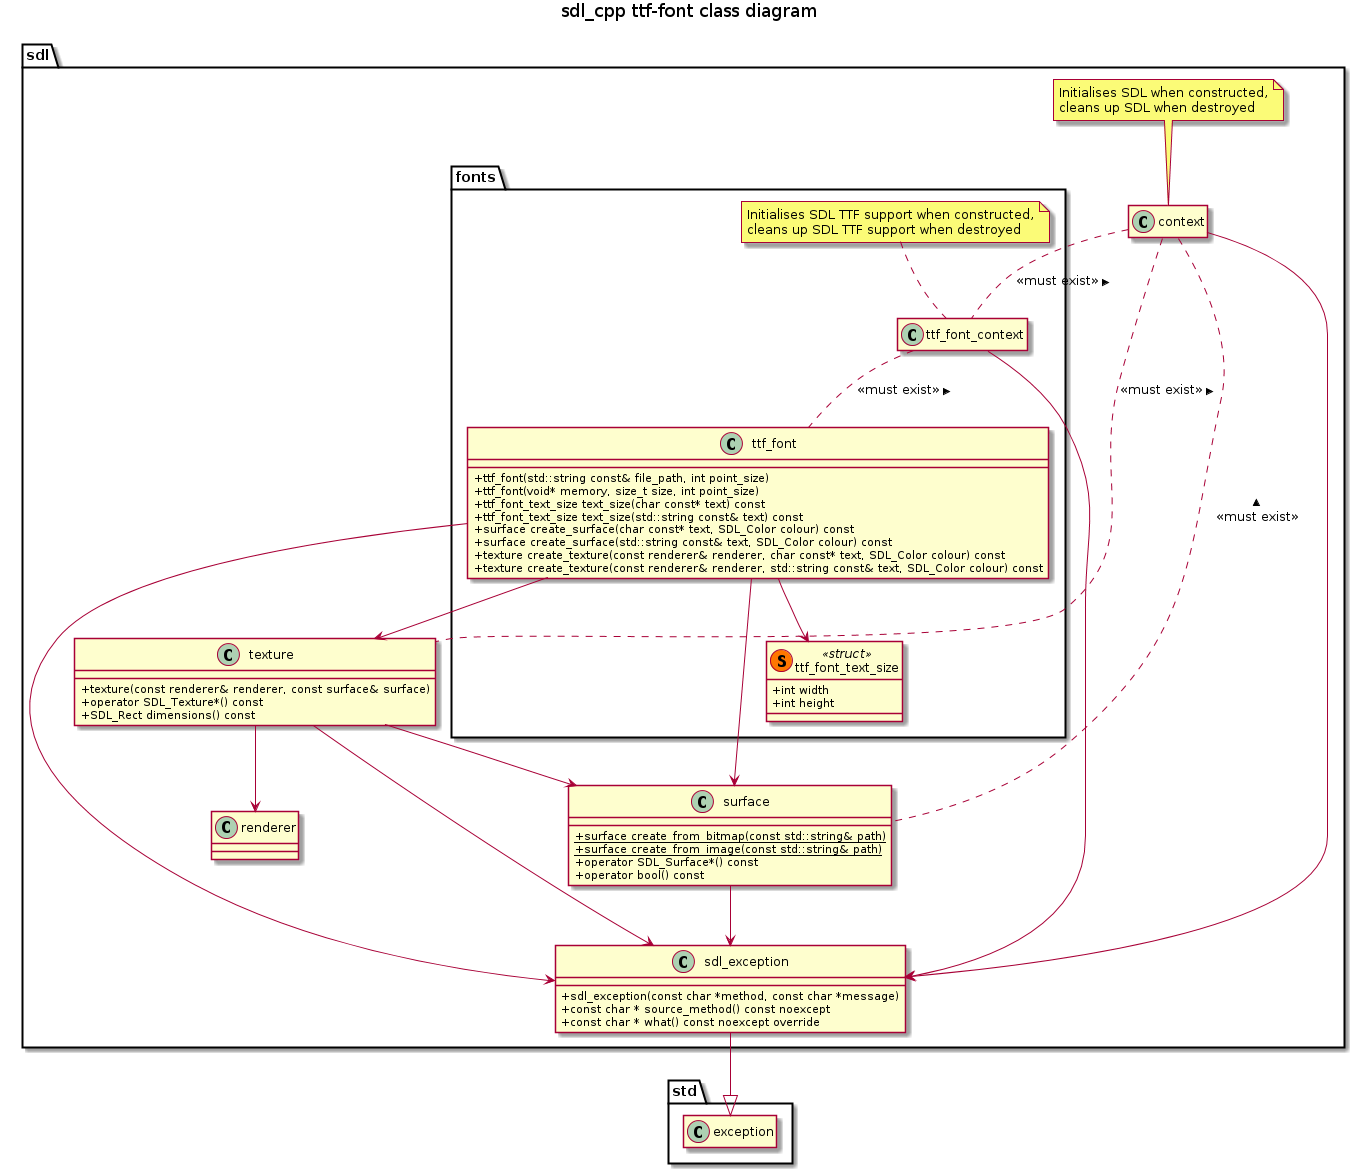 sdl_cpp ttf-font class diagram
sdl
Initialises SDL when constructed,
cleans up SDL when destroyed
fonts
Initialises SDL TTF support when constructed,
cleans up SDL TTF support when destroyed
C context
«must exist» ▶
C ttf_font_context
«must exist» ▶
«must exist» ▶
C ttf_font
+ttf_font(std::string const& file_path, int point_size)
+ttf_font(void* memory, size_t size, int point_size)
+ttf_font_text_size text_size(char const* text) const
+ttf_font_text_size text_size(std::string const& text) const
+surface create_surface(char const* text, SDL_Color colour) const
+surface create_surface(std::string const& text, SDL_Color colour) const
+texture create_texture(const renderer& renderer, char const* text, SDL_Color colour) const
+texture create_texture(const renderer& renderer, std::string const& text, SDL_Color colour) const
▲
«must exist»
C texture
+texture(const renderer& renderer, const surface& surface)
+operator SDL_Texture*() const
+SDL_Rect dimensions() const
«struct»
S ttf_font_text_size
+int width
+int height
C renderer
C surface
+surface create_from_bitmap(const std::string& path)
+surface create_from_image(const std::string& path)
+operator SDL_Surface*() const
+operator bool() const
C sdl_exception
+sdl_exception(const char *method, const char *message)
+const char * source_method() const noexcept
+const char * what() const noexcept override
std
C exception